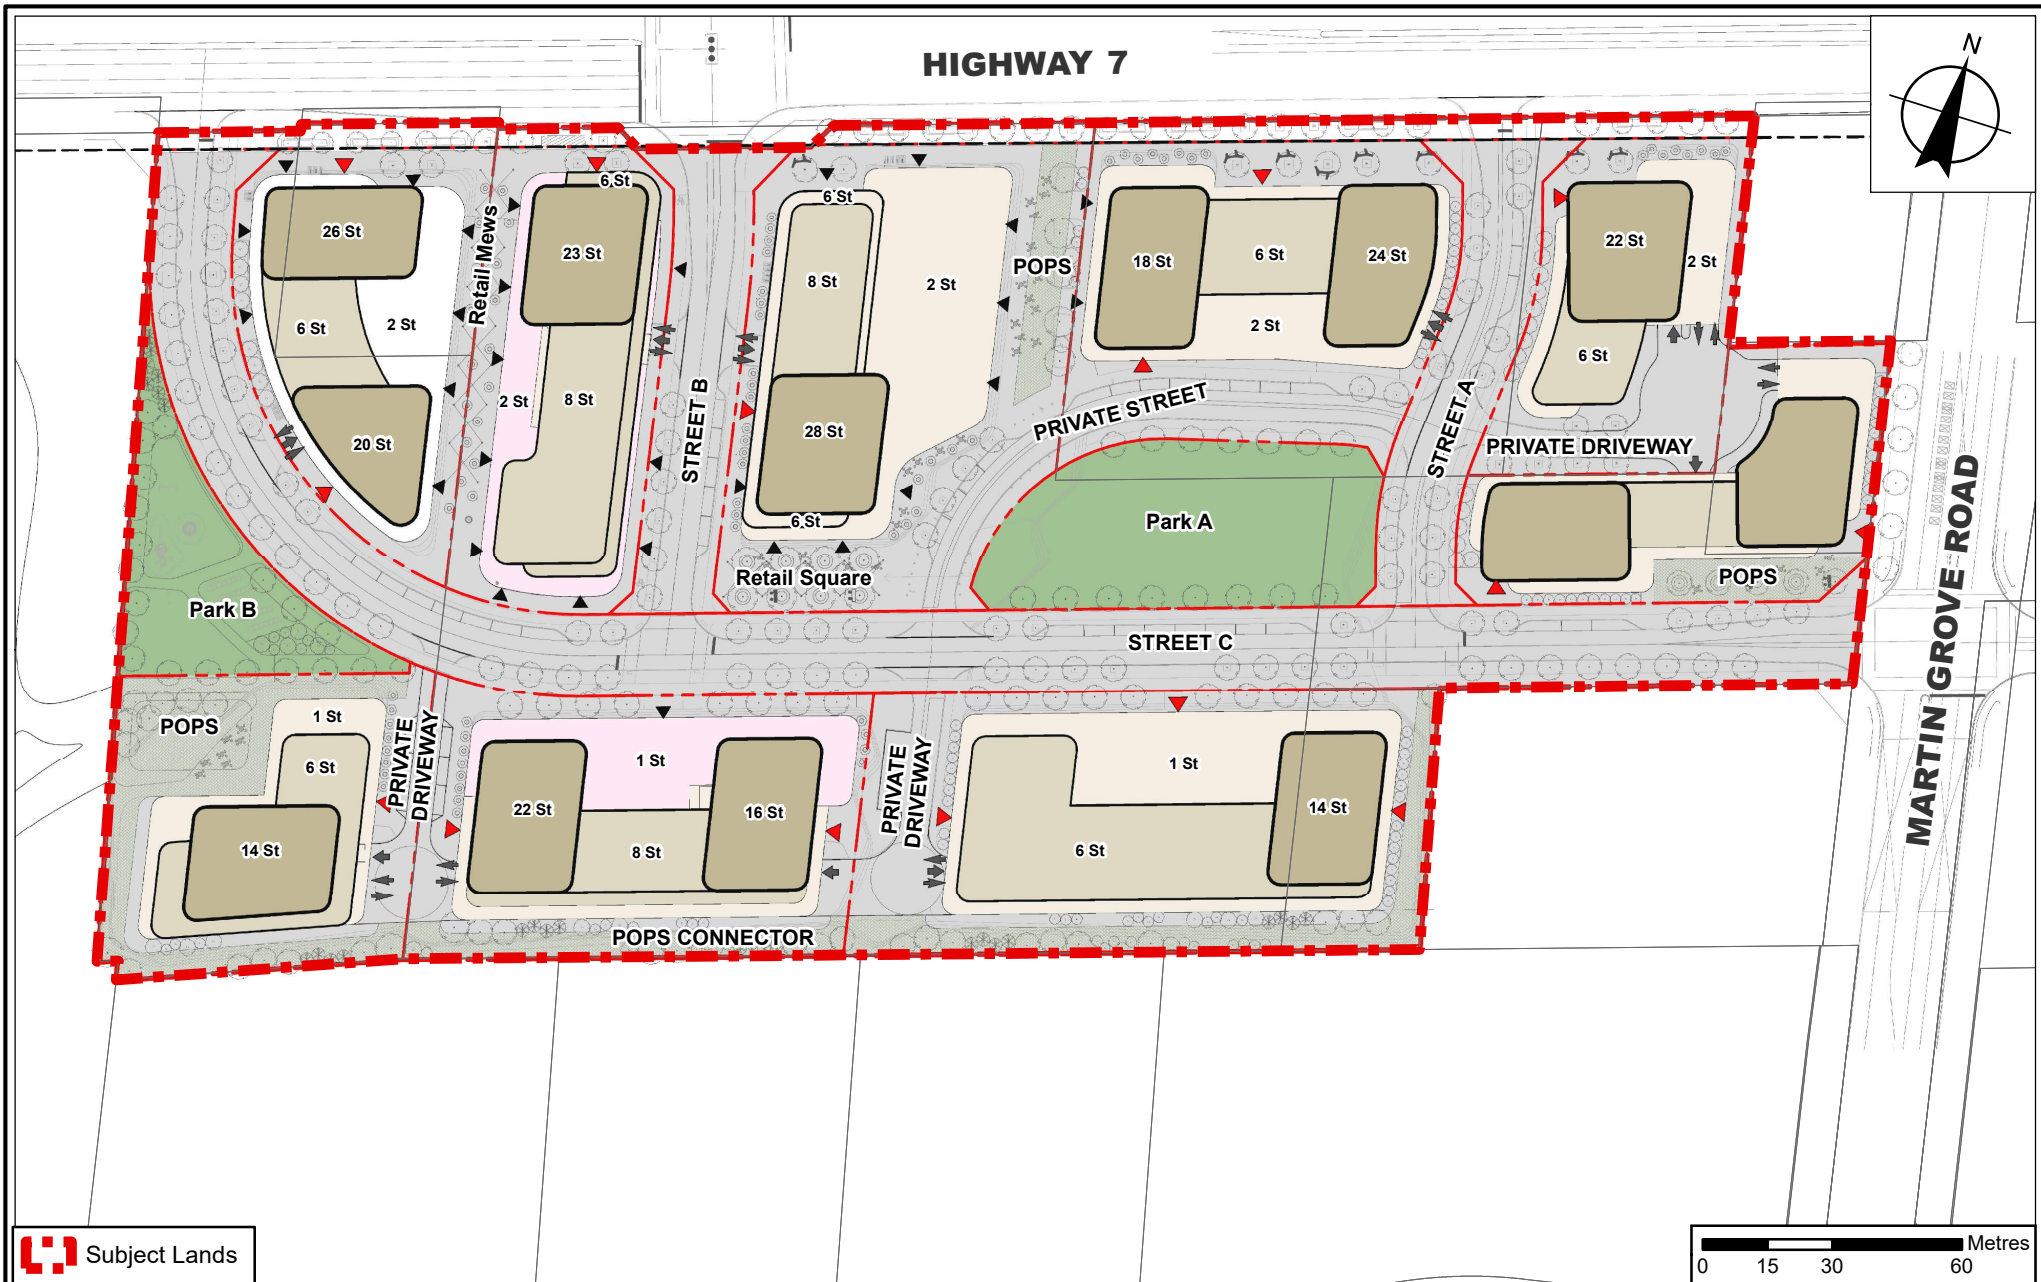 HIGHWAY 7
N
6 St
6 St
26 St
Retail Mews
23 St
8 St
2 St
POPS
18 St
6 St
24 St
22 St
2 St
6 St
2 St
2 St
6 St
2 St
8 St
20 St
STREET B
28 St
6 St
PRIVATE STREET
STREET A
PRIVATE DRIVEWAY
Park A
Retail Square
POPS
MARTIN GROVE ROAD
Park B
STREET C
POPS
1 St
6 St
14 St
PRIVATE
DRIVEWAY
1 St
22 St
16 St
8 St
PRIVATE
DRIVEWAY
1 St
14 St
6 St
POPS CONNECTOR
Subject Lands
Metres
0 15 30 60